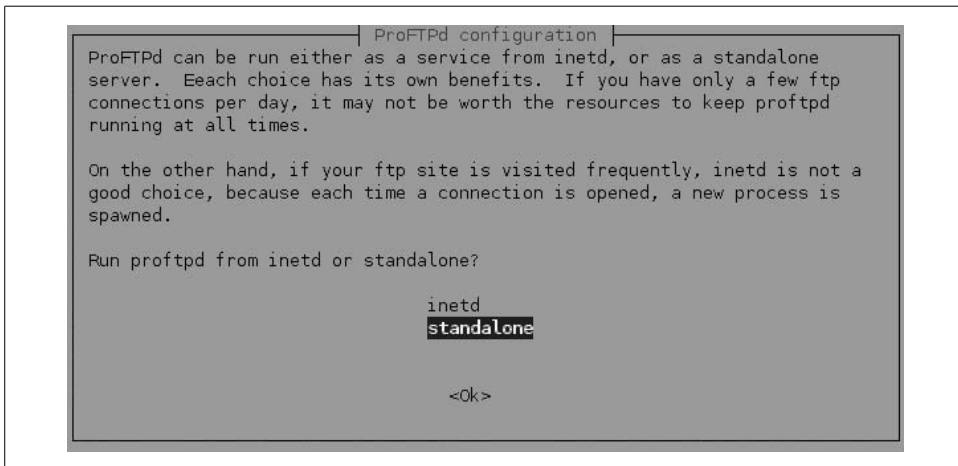 ProFTPd configuration
ProFTPd can be run either as a service from inetd, or as a standalone
server.  Eeach choice has its own benefits.  If you have only a few ftp
connections per day, it may not be worth the resources to keep proftpd
running at all times.
On the other hand, if your ftp site is visited frequently, inetd is not a
good choice, because each time a connection is opened, a new process is
spawned.
Run proftpd from inetd or standalone?
inetd
standalone
<Ok>